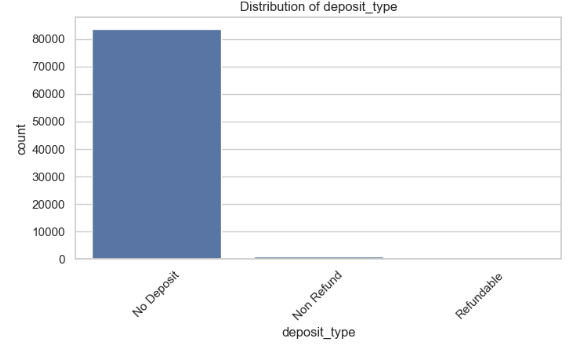 Distribution of deposit_type
80000
70000
60000
50000
40000
30000
20000
10000
0
count
No Deposit
Non Refund
Refundable
deposit_type